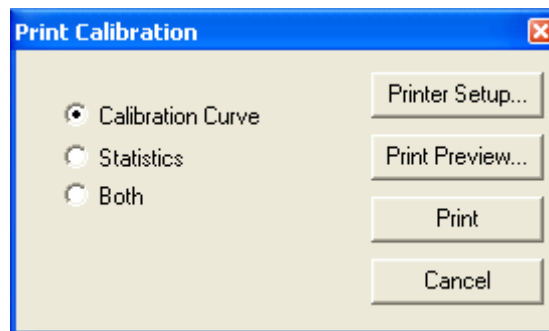 Print Calibration
Calibration Curve
Statistics
Both
Printer Setup...
Print Preview...
Print
Cancel